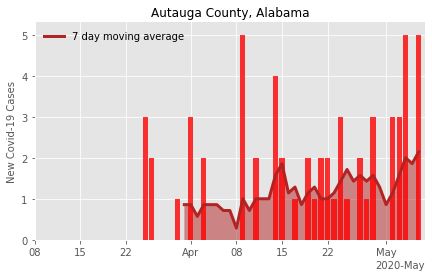 Autauga County, Alabama
7 day moving average
New Covid-19 Cases
5
4
3
2
1
0
08 15 22 Apr 08 15 22 May
2020-May